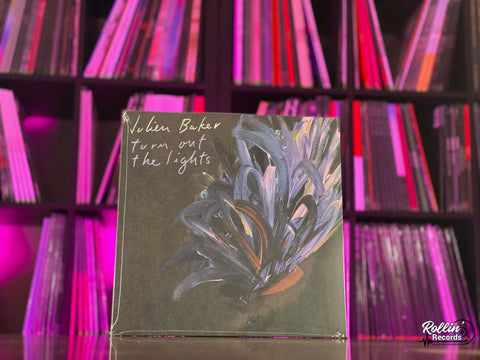 Julien Baker
turn out
the lights
Rollin'
Records